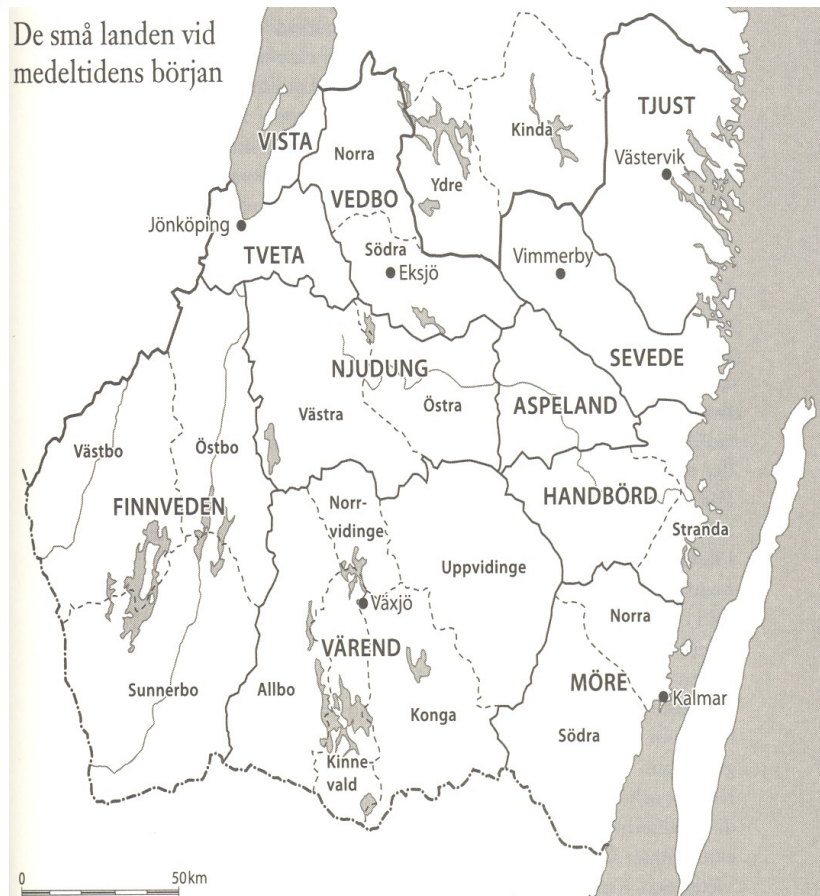 De små landen vid
medeltidens början
TJUST
Kinda
VISTA
Norra
Västervik
Ydre
VEDBO
Jönköping
TVETA
Södra
Eksjö
Vimmerby
SEVEDE
NJUDUNG
Västra
Östra
ASPELAND
Västbo
Östbo
FINNVEDEN
Norr-
vidinge
HANDBÖRD
Stranda
Uppvidinge
Växjö
Norra
VÄREND
Sunnerbo
Allbo
Konga
MÖRE
Kalmar
Södra
Kinne-
vald
0 50km